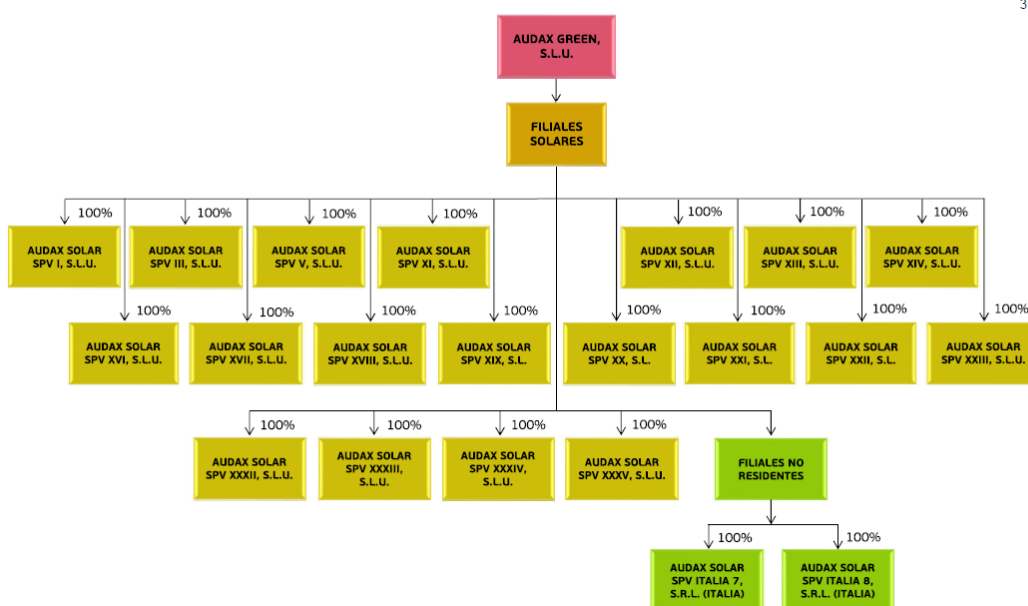 3
AUDAX GREEN,
S.L.U.
FILIALES
SOLARES
100%
100%
100%
100%
100%
100%
100%
AUDAX SOLAR
SPV I, S.L.U.
AUDAX SOLAR
SPV III, S.L.U.
AUDAX SOLAR
SPV V, S.L.U.
AUDAX SOLAR
SPV XI, S.L.U.
AUDAX SOLAR
SPV XII, S.L.U.
AUDAX SOLAR
SPV XIII, S.L.U.
AUDAX SOLAR
SPV XIV, S.L.U.
100%
100%
100%
100%
100%
100%
100%
100%
AUDAX SOLAR
SPV XVI, S.L.U.
AUDAX SOLAR
SPV XVII, S.L.U.
AUDAX SOLAR
SPV XVIII, S.L.U.
AUDAX SOLAR
SPV XIX, S.L.
AUDAX SOLAR
SPV XX, S.L.
AUDAX SOLAR
SPV XXI, S.L.
AUDAX SOLAR
SPV XXII, S.L.
AUDAX SOLAR
SPV XXIII, S.L.U.
100%
100%
100%
100%
AUDAX SOLAR
SPV XXXII, S.L.U.
AUDAX SOLAR
SPV XXXIII,
S.L.U.
AUDAX SOLAR
SPV XXXIV,
S.L.U.
AUDAX SOLAR
SPV XXXV, S.L.U.
FILIALES NO
RESIDENTES
100%
100%
AUDAX SOLAR
SPV ITALIA 7,
S.R.L. (ITALIA)
AUDAX SOLAR
SPV ITALIA 8,
S.R.L. (ITALIA)